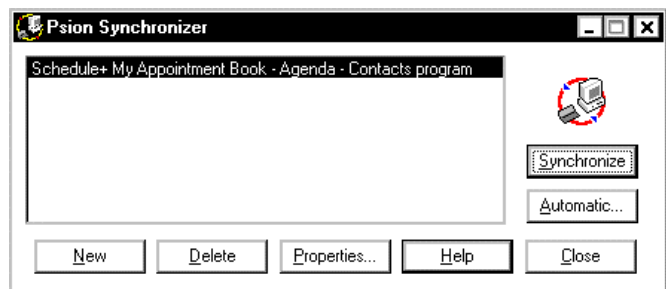 Psion Synchronizer
Schedule+ My Appointment Book - Agenda - Contacts program
Synchronize
Automatic...
New Delete Properties... Help Close